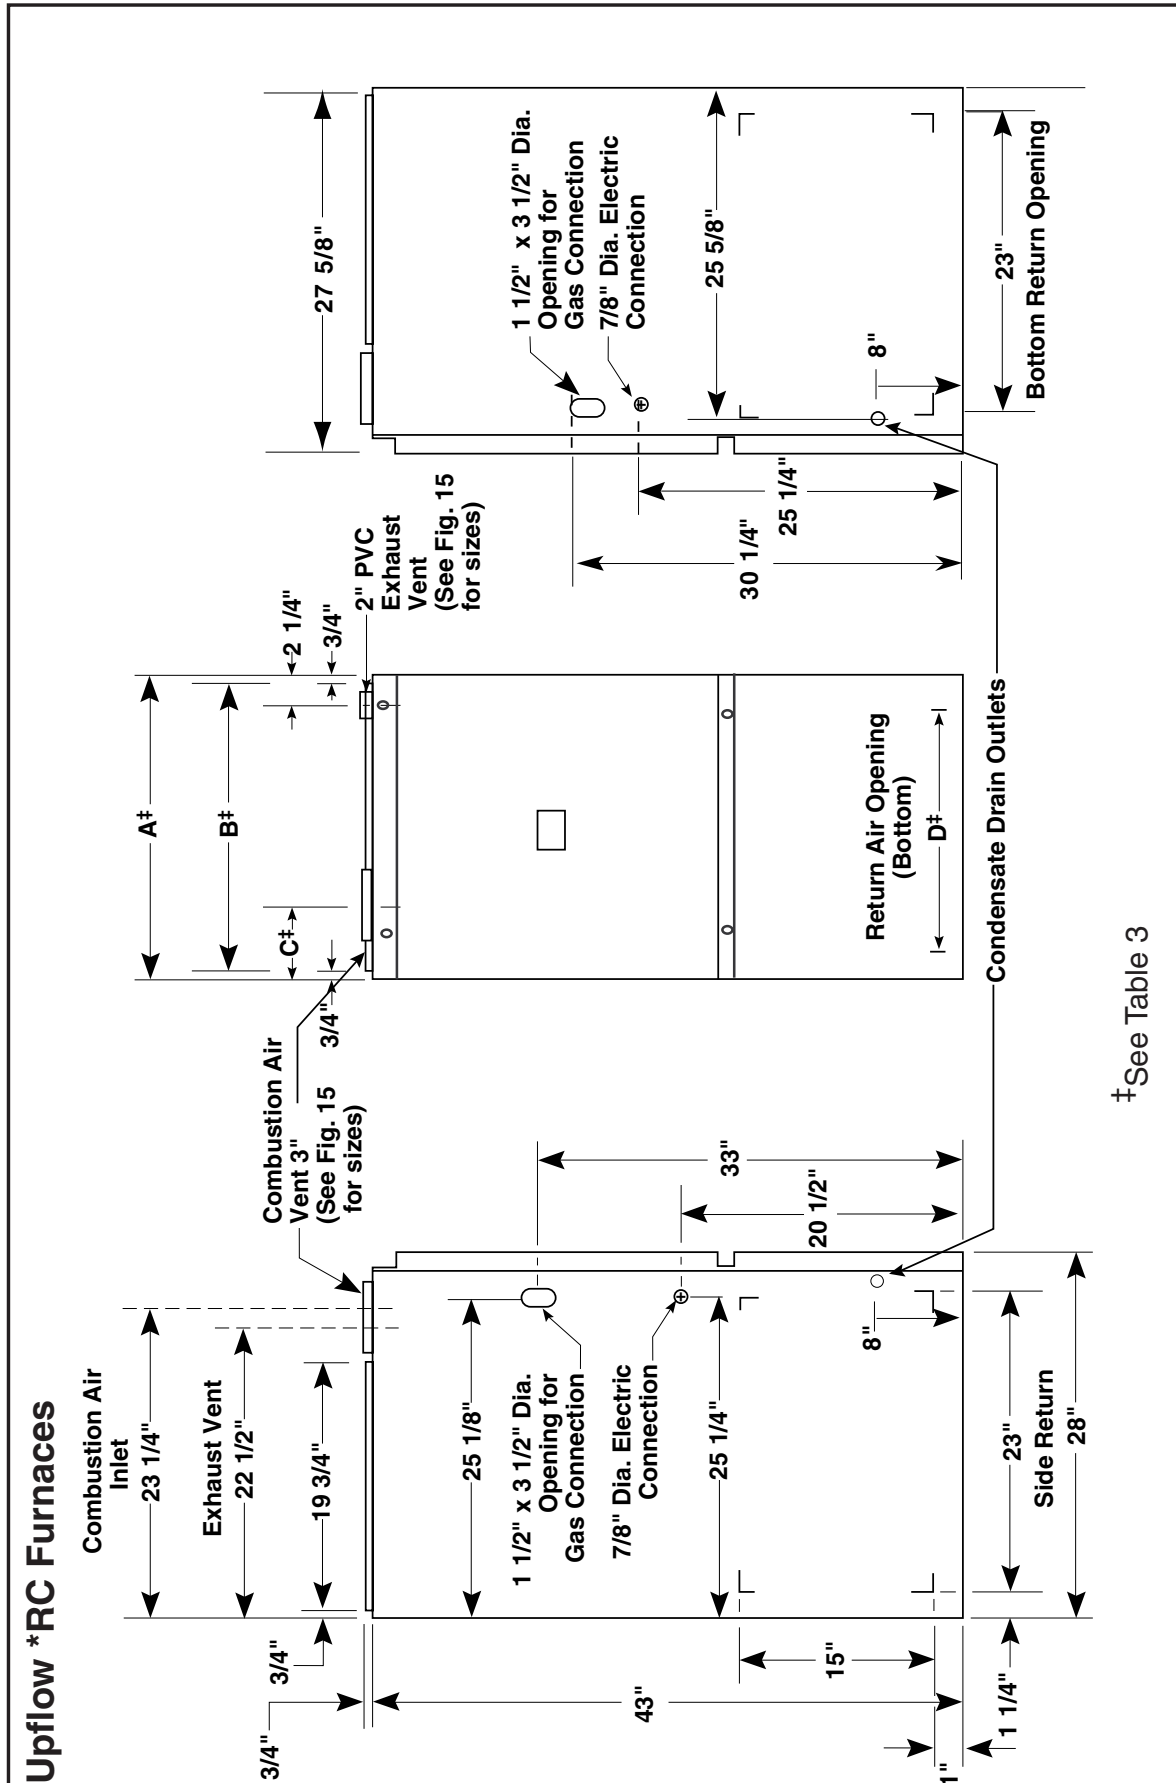 Upflow *RC Furnaces
Combustion Air
Inlet
23 1/4"
Exhaust Vent
22 1/2"
19 3/4"
3/4"
3/4"
43"
25 1/8"
1 1/2" x 3 1/2" Dia.
Opening for
Gas Connection
7/8" Dia. Electric
Connection
25 1/4"
15"
8"
23"
Side Return
28"
1 1/4"
1"
33"
20 1/2"
Combustion Air
Vent 3"
(See Fig. 15
for sizes)
A‡
B‡
C‡
3/4"
2 1/4"
3/4"
2" PVC
Exhaust
Vent
(See Fig. 15
for sizes)
Return Air Opening
(Bottom)
D‡
Condensate Drain Outlets
27 5/8"
1 1/2" x 3 1/2" Dia.
Opening for
Gas Connection
7/8" Dia. Electric
Connection
25 5/8"
8"
25 1/4"
30 1/4"
23"
Bottom Return Opening
‡See Table 3